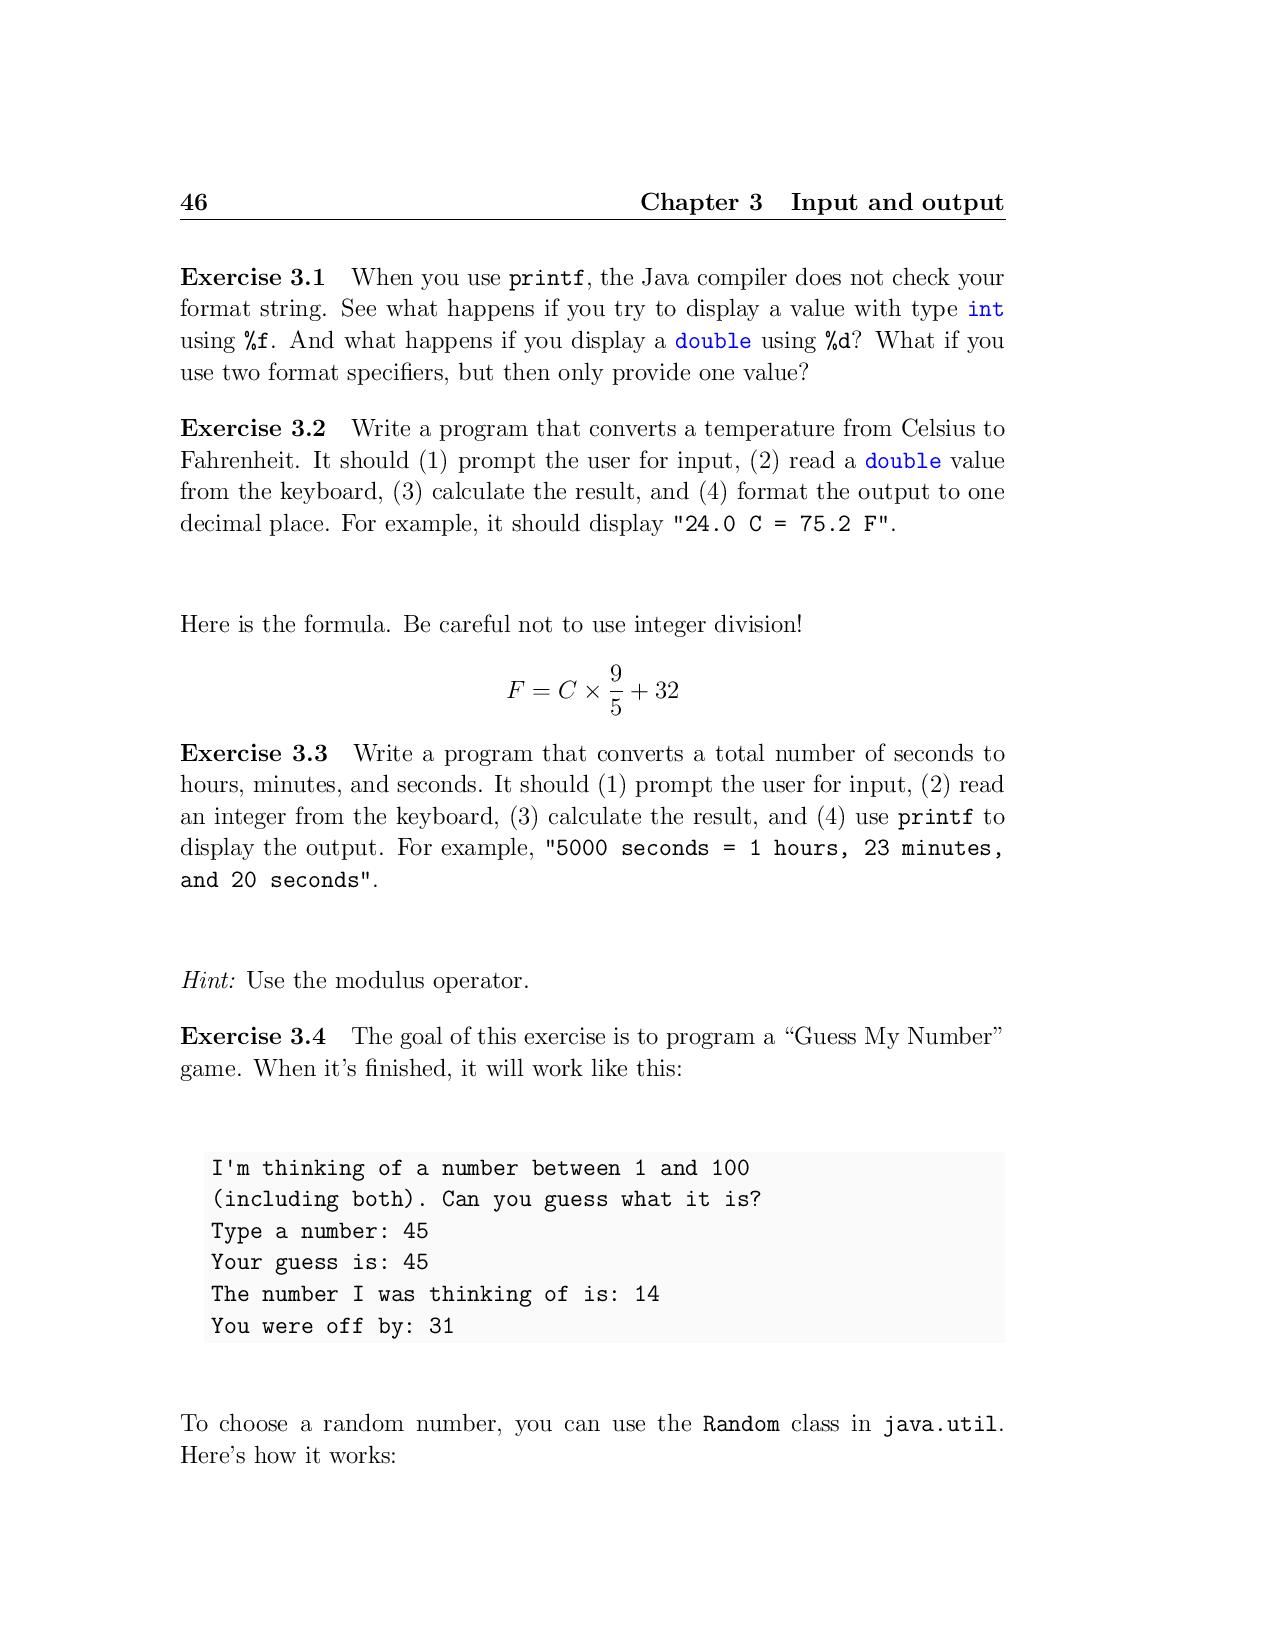 46 Chapter 3 Input and output
Exercise 3.1 When you use printf, the Java compiler does not check your
format string. See what happens if you try to display a value with type int
using %f. And what happens if you display a double using %d? What if you
use two format specifiers, but then only provide one value?
Exercise 3.2 Write a program that converts a temperature from Celsius to
Fahrenheit. It should (1) prompt the user for input, (2) read a double value
from the keyboard, (3) calculate the result, and (4) format the output to one
decimal place. For example, it should display "24.0 C = 75.2 F".
Here is the formula. Be careful not to use integer division!
F = C × 9/5 + 32
Exercise 3.3 Write a program that converts a total number of seconds to
hours, minutes, and seconds. It should (1) prompt the user for input, (2) read
an integer from the keyboard, (3) calculate the result, and (4) use printf to
display the output. For example, "5000 seconds = 1 hours, 23 minutes,
and 20 seconds".
Hint: Use the modulus operator.
Exercise 3.4 The goal of this exercise is to program a “Guess My Number”
game. When it’s finished, it will work like this:
I'm thinking of a number between 1 and 100
(including both). Can you guess what it is?
Type a number: 45
Your guess is: 45
The number I was thinking of is: 14
You were off by: 31
To choose a random number, you can use the Random class in java.util.
Here’s how it works: